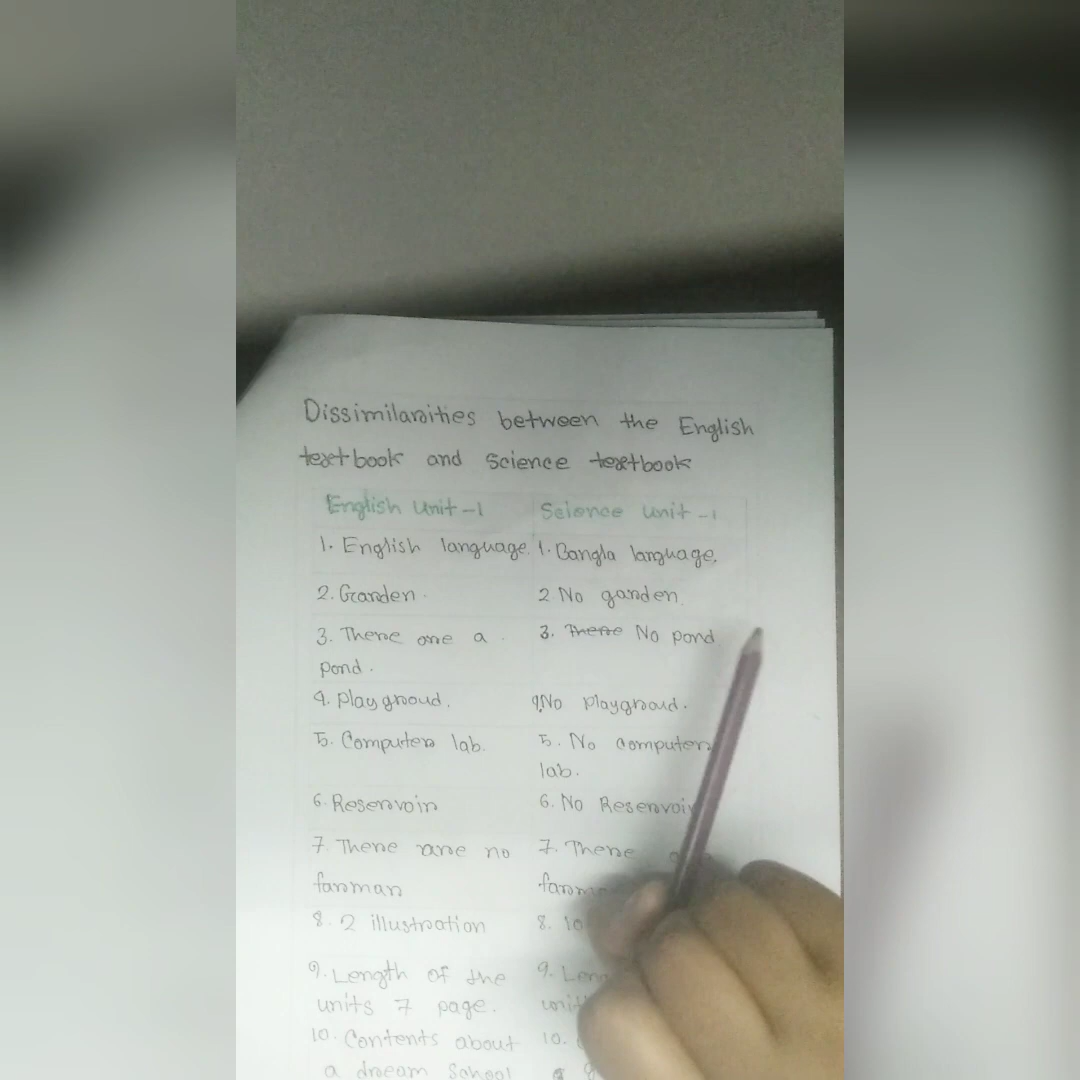 Dissimilarities between the English
textbook and Science textbook
English Unit-1 Science unit-1
1. English language. 1. Bangla language.
2. Garden. 2 No garden.
3. There are a 3. There No pond
pond.
4. Playgroud. 4. No Playgroud.
5. Computer lab. 5. No computer
lab.
6. Reservoir 6. No Reservoir
7. There are no 7. There
farman
8. 2 illustration 8. 10
9. Length of the 9.
units 7 page.
10. Contents about 10.
a dream School